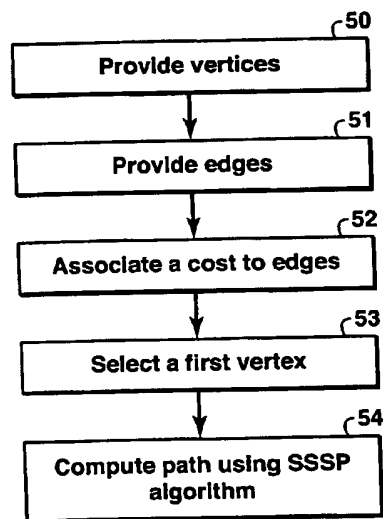 50
Provide vertices
51
Provide edges
52
Associate a cost to edges
53
Select a first vertex
54
Compute path using SSSP
algorithm